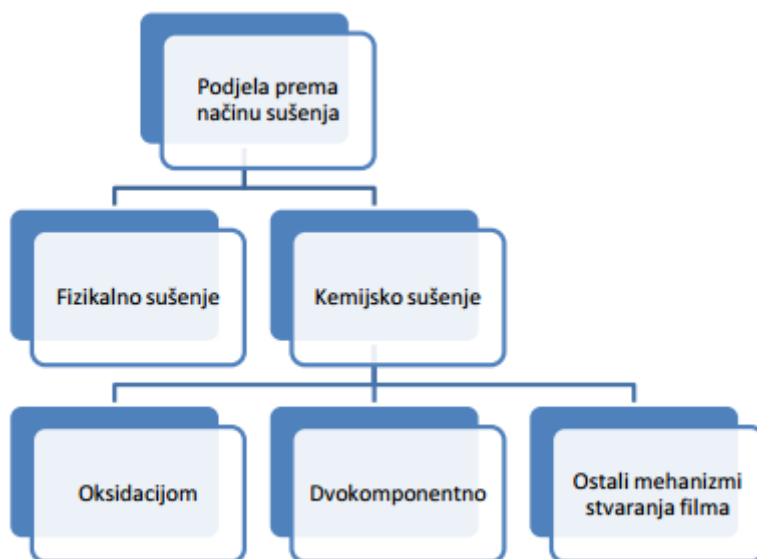 Podjela prema
načinu sušenja
Fizikalno sušenje
Kemijsko sušenje
Oksidacijom
Dvokomponentno
Ostali mehanizmi
stvaranja filma